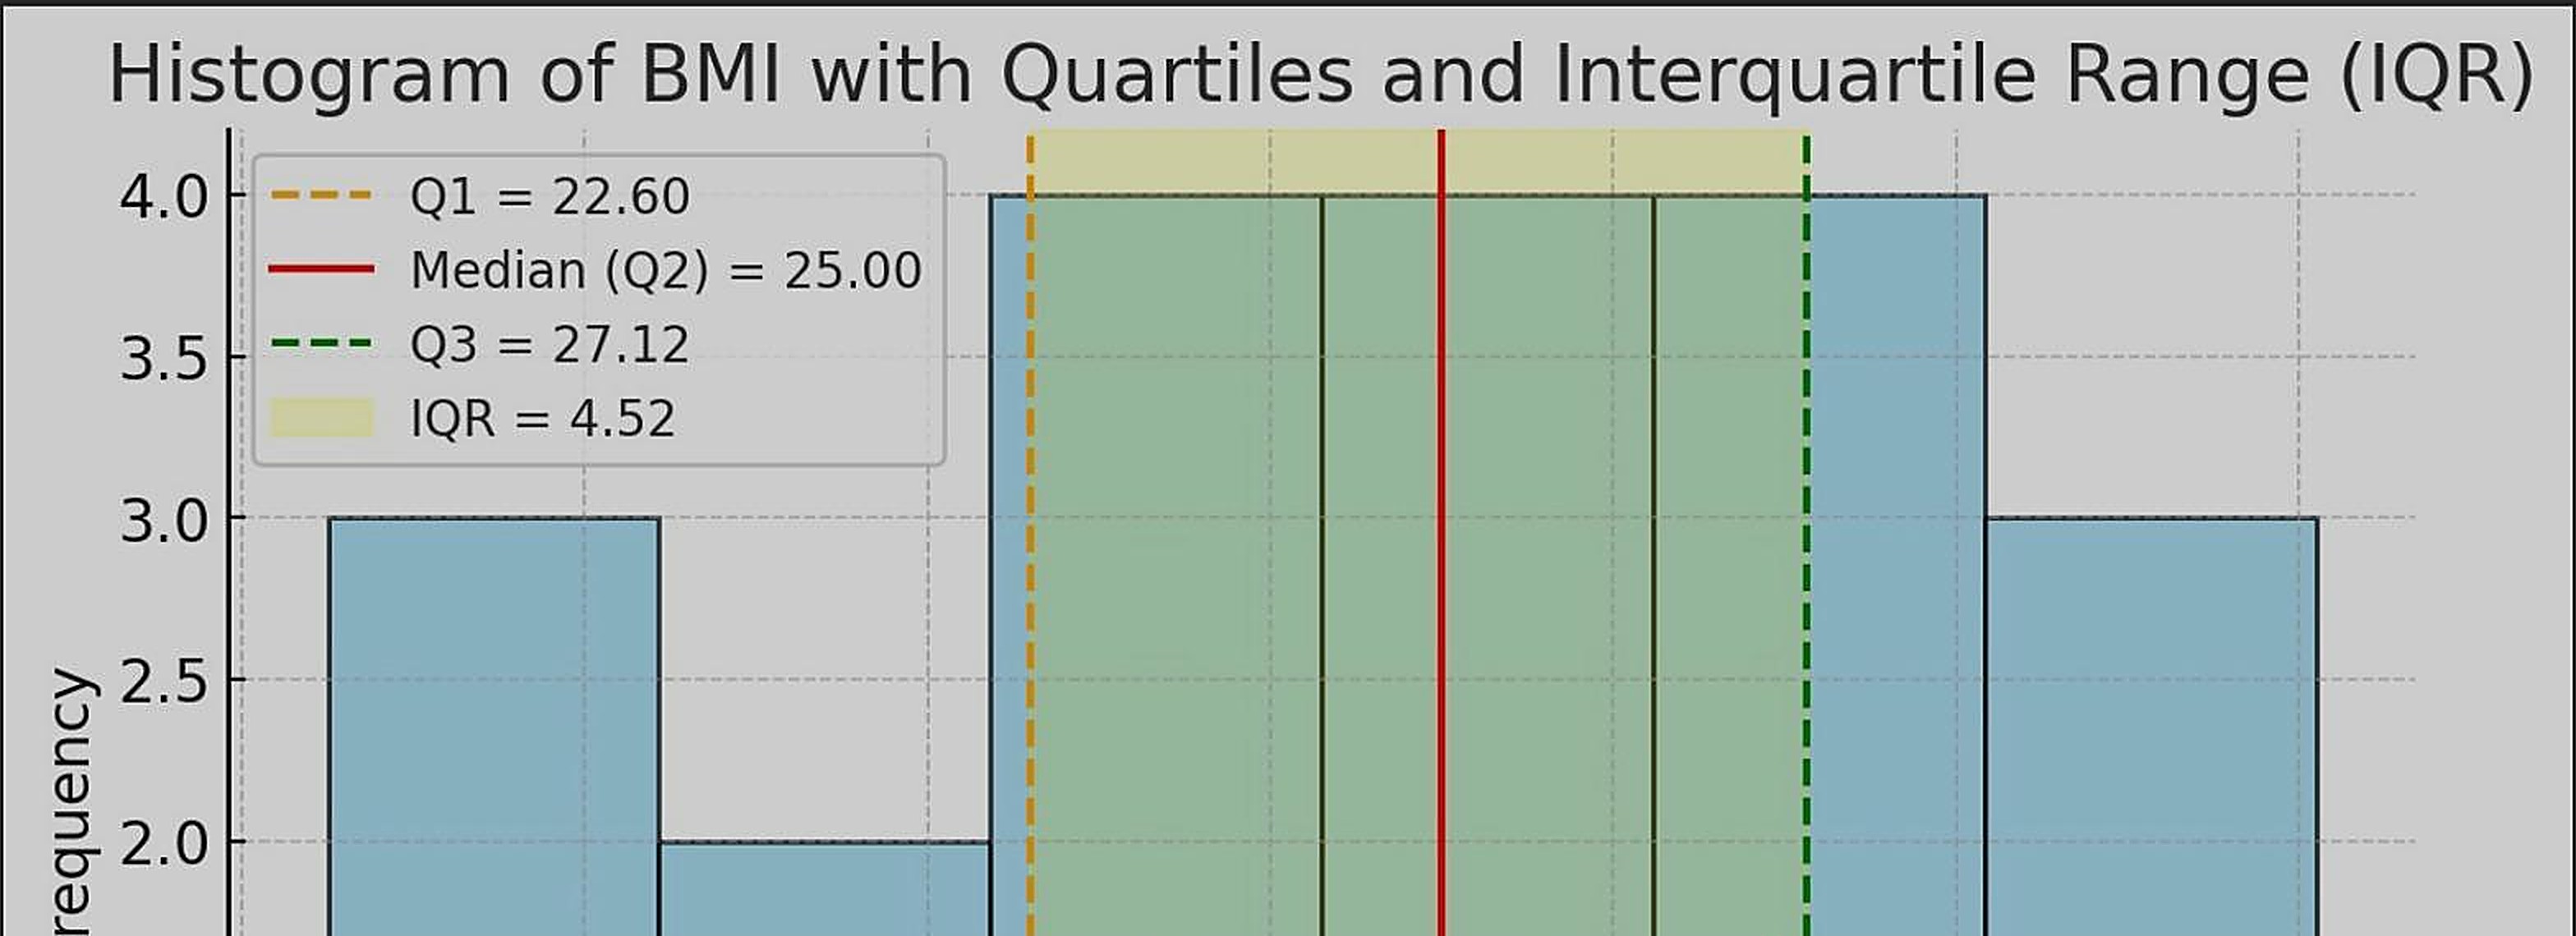 Histogram of BMI with Quartiles and Interquartile Range (IQR)
Q1 = 22.60
Median (Q2) = 25.00
Q3 = 27.12
IQR = 4.52
4.0
3.5
3.0
2.5
2.0
requency